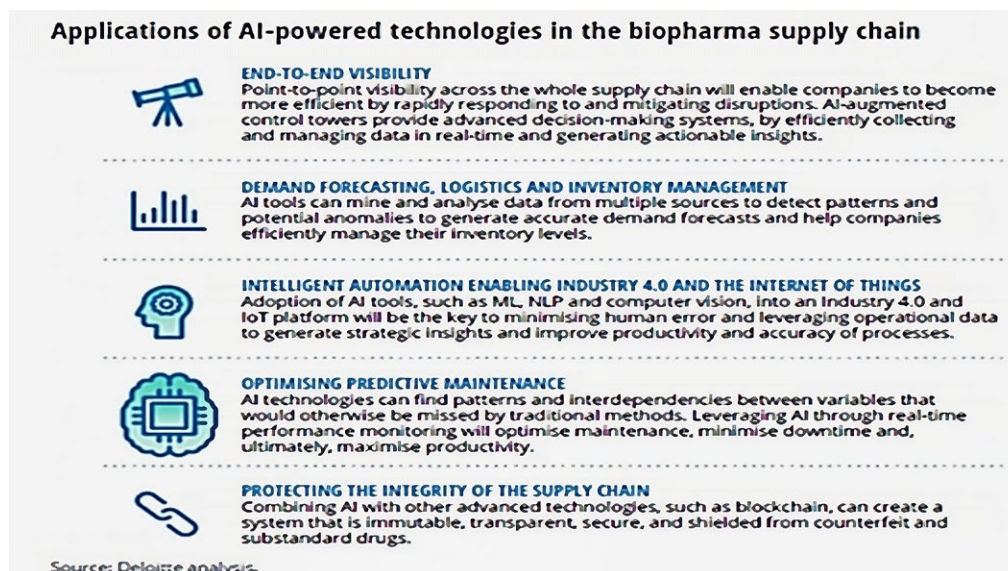 Applications of AI-powered technologies in the biopharma supply chain
END-TO-END VISIBILITY
Point-to-point visibility across the whole supply chain will enable companies to become
more efficient by rapidly responding to and mitigating disruptions. AI-augmented
control towers provide advanced decision-making systems, by efficiently collecting
and managing data in real-time and generating actionable insights.
DEMAND FORECASTING, LOGISTICS AND INVENTORY MANAGEMENT
AI tools can mine and analyse data from multiple sources to detect patterns and
potential anomalies to generate accurate demand forecasts and help companies
efficiently manage their inventory levels.
INTELLIGENT AUTOMATION ENABLING INDUSTRY 4.0 AND THE INTERNET OF THINGS
Adoption of AI tools, such as ML, NLP and computer vision, into an Industry 4.0 and
IoT platform will be the key to minimising human error and leveraging operational data
to generate strategic insights and improve productivity and accuracy of processes.
OPTIMISING PREDICTIVE MAINTENANCE
AI technologies can find patterns and interdependencies between variables that
would otherwise be missed by traditional methods. Leveraging AI through real-time
performance monitoring will optimise maintenance, minimise downtime and,
ultimately, maximise productivity.
PROTECTING THE INTEGRITY OF THE SUPPLY CHAIN
Combining AI with other advanced technologies, such as blockchain, can create a
system that is immutable, transparent, secure, and shielded from counterfeit and
substandard drugs.
Source: Deloitte analysis.